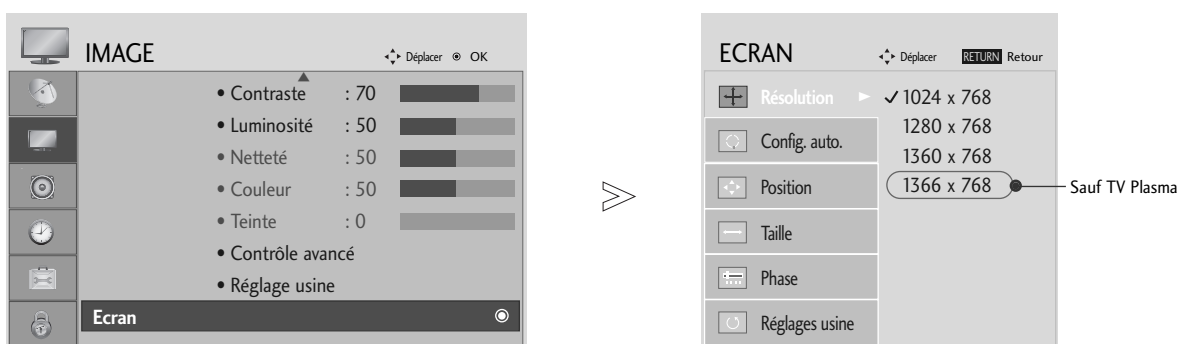 IMAGE
Déplacer OK
• Contraste : 70
• Luminosité : 50
• Netteté : 50
• Couleur : 50
• Teinte : 0
• Contrôle avancé
• Réglage usine
Ecran
ECRAN
Déplacer RETURN Retour
Résolution
Config. auto.
Position
Taille
Phase
Réglages usine
✓ 1024 x 768
1280 x 768
1360 x 768
1366 x 768
Sauf TV Plasma